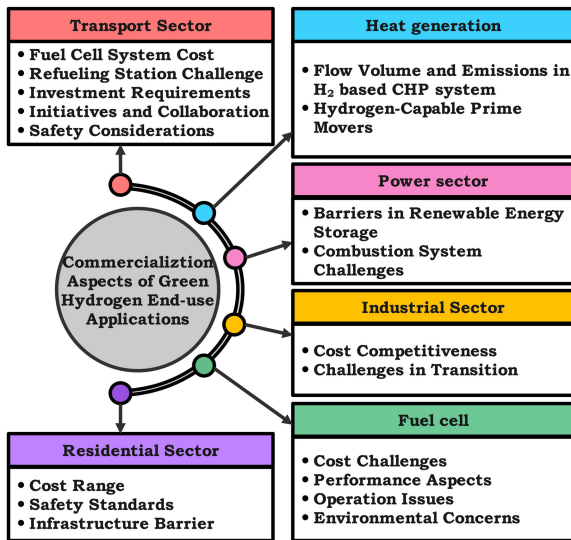 Transport Sector
• Fuel Cell System Cost
• Refueling Station Challenge
• Investment Requirements
• Initiatives and Collaboration
• Safety Considerations
Heat generation
• Flow Volume and Emissions in
H₂ based CHP system
• Hydrogen-Capable Prime
Movers
Power sector
• Barriers in Renewable Energy
Storage
• Combustion System
Challenges
Commercializtion
Aspects of Green
Hydrogen End-use
Applications
Industrial Sector
• Cost Competitiveness
• Challenges in Transition
Fuel cell
• Cost Challenges
• Performance Aspects
• Operation Issues
• Environmental Concerns
Residential Sector
• Cost Range
• Safety Standards
• Infrastructure Barrier